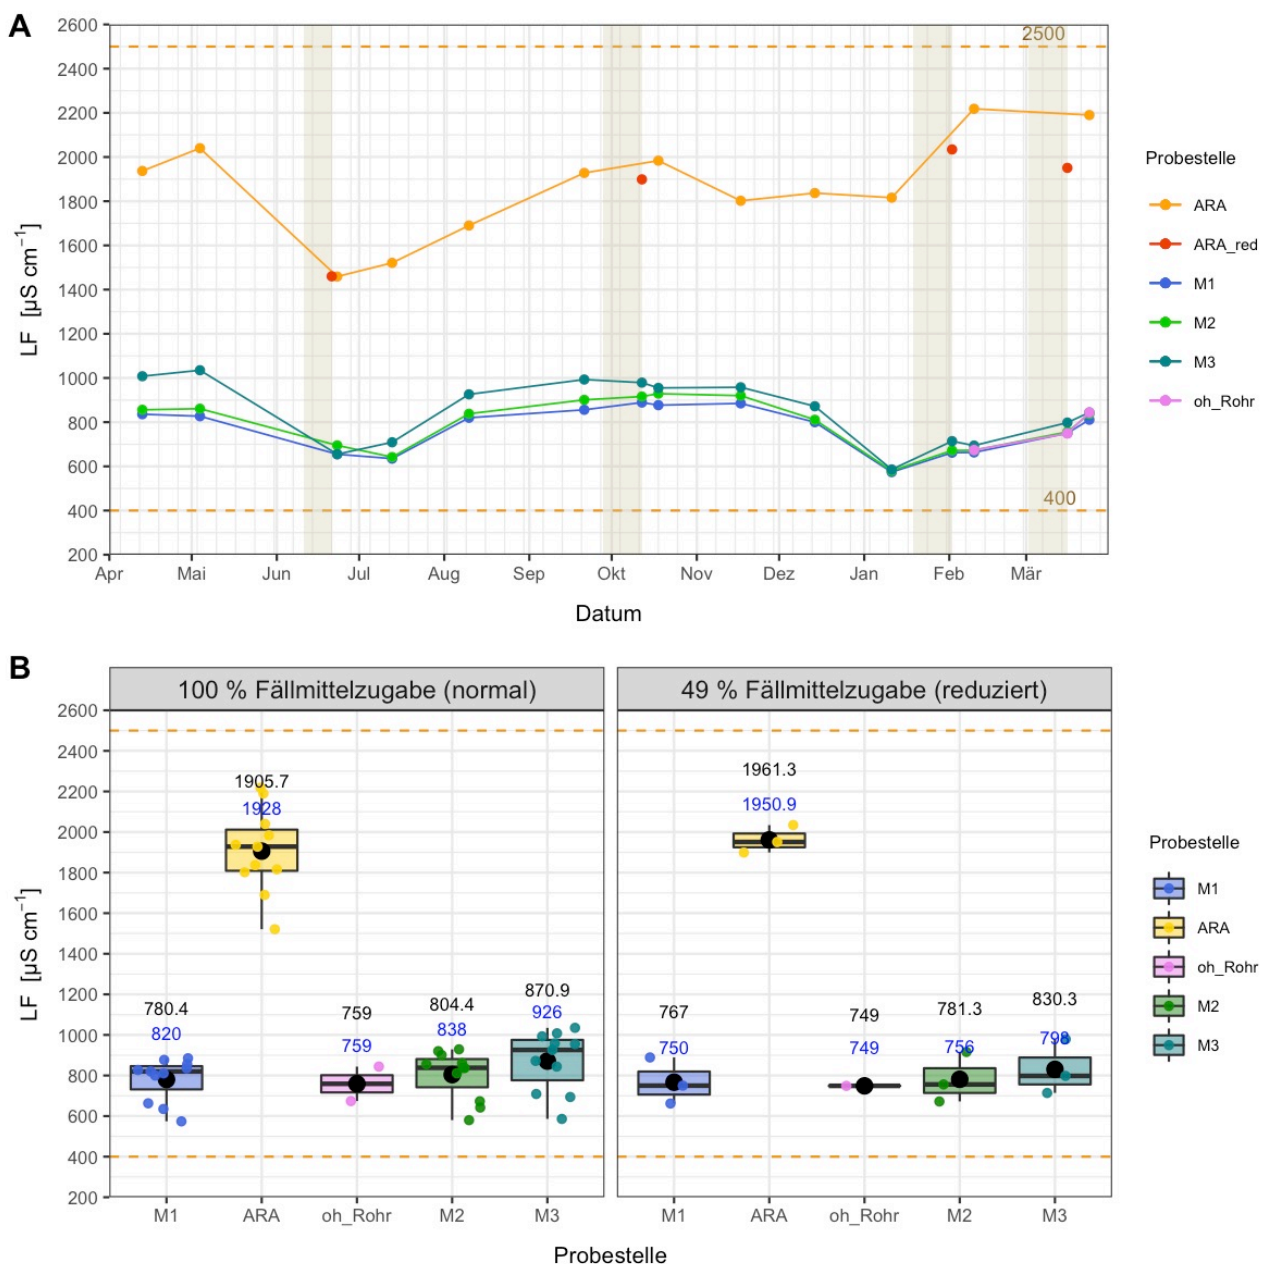 A
2600
2400
2200
2000
1800
1600
1400
1200
1000
800
600
400
200
LF [µS cm⁻¹]
2500
400
Apr Mai Jun Jul Aug Sep Okt Nov Dez Jan Feb Mär
Datum
Probestelle
ARA
ARA_red
M1
M2
M3
oh_Rohr
B
100 % Fällmittelzugabe (normal)
49 % Fällmittelzugabe (reduziert)
2600
2400
2200
2000
1800
1600
1400
1200
1000
800
600
400
200
LF [µS cm⁻¹]
1905.7
1928
780.4
820
759
759
804.4
838
870.9
926
1961.3
1950.9
767
750
749
749
781.3
756
830.3
798
M1 ARA oh_Rohr M2 M3
M1 ARA oh_Rohr M2 M3
Probestelle
Probestelle
M1
ARA
oh_Rohr
M2
M3